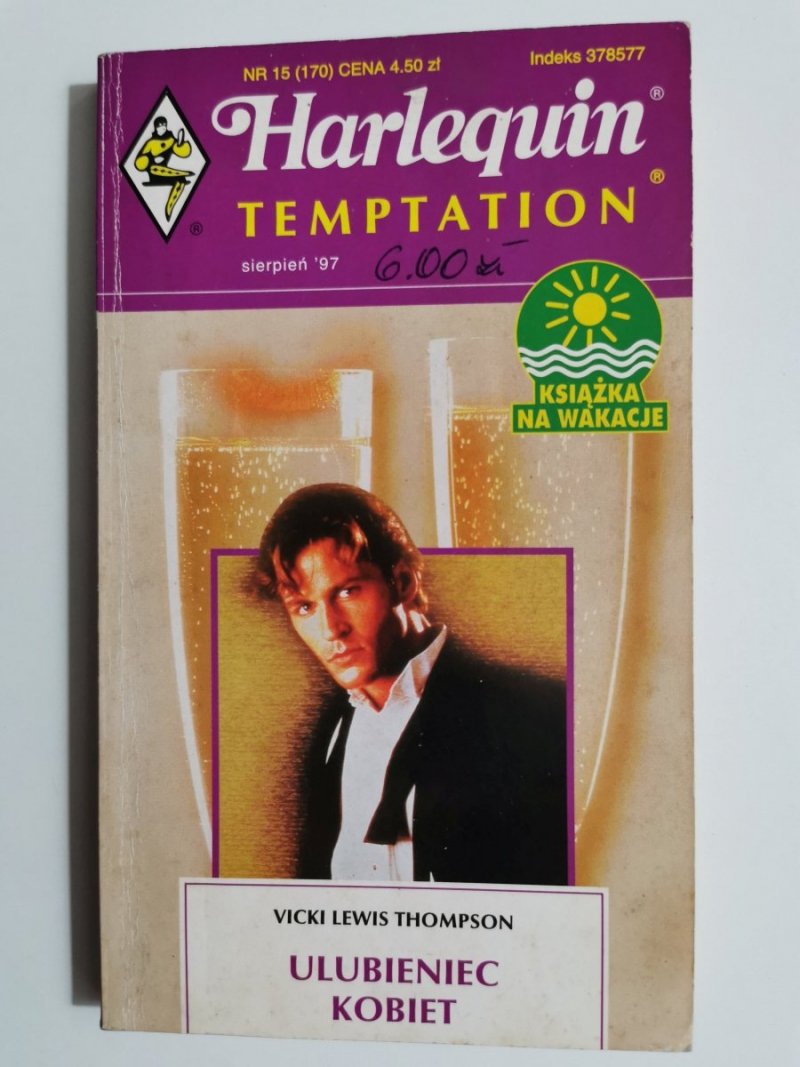 NR 15 (170) CENA 4.50 zł
Indeks 378577
Harlequin ®
TEMPTATION ®
®
sierpień '97
6.00 zł
KSIĄŻKA
NA WAKACJE
VICKI LEWIS THOMPSON
ULUBIENIEC
KOBIET